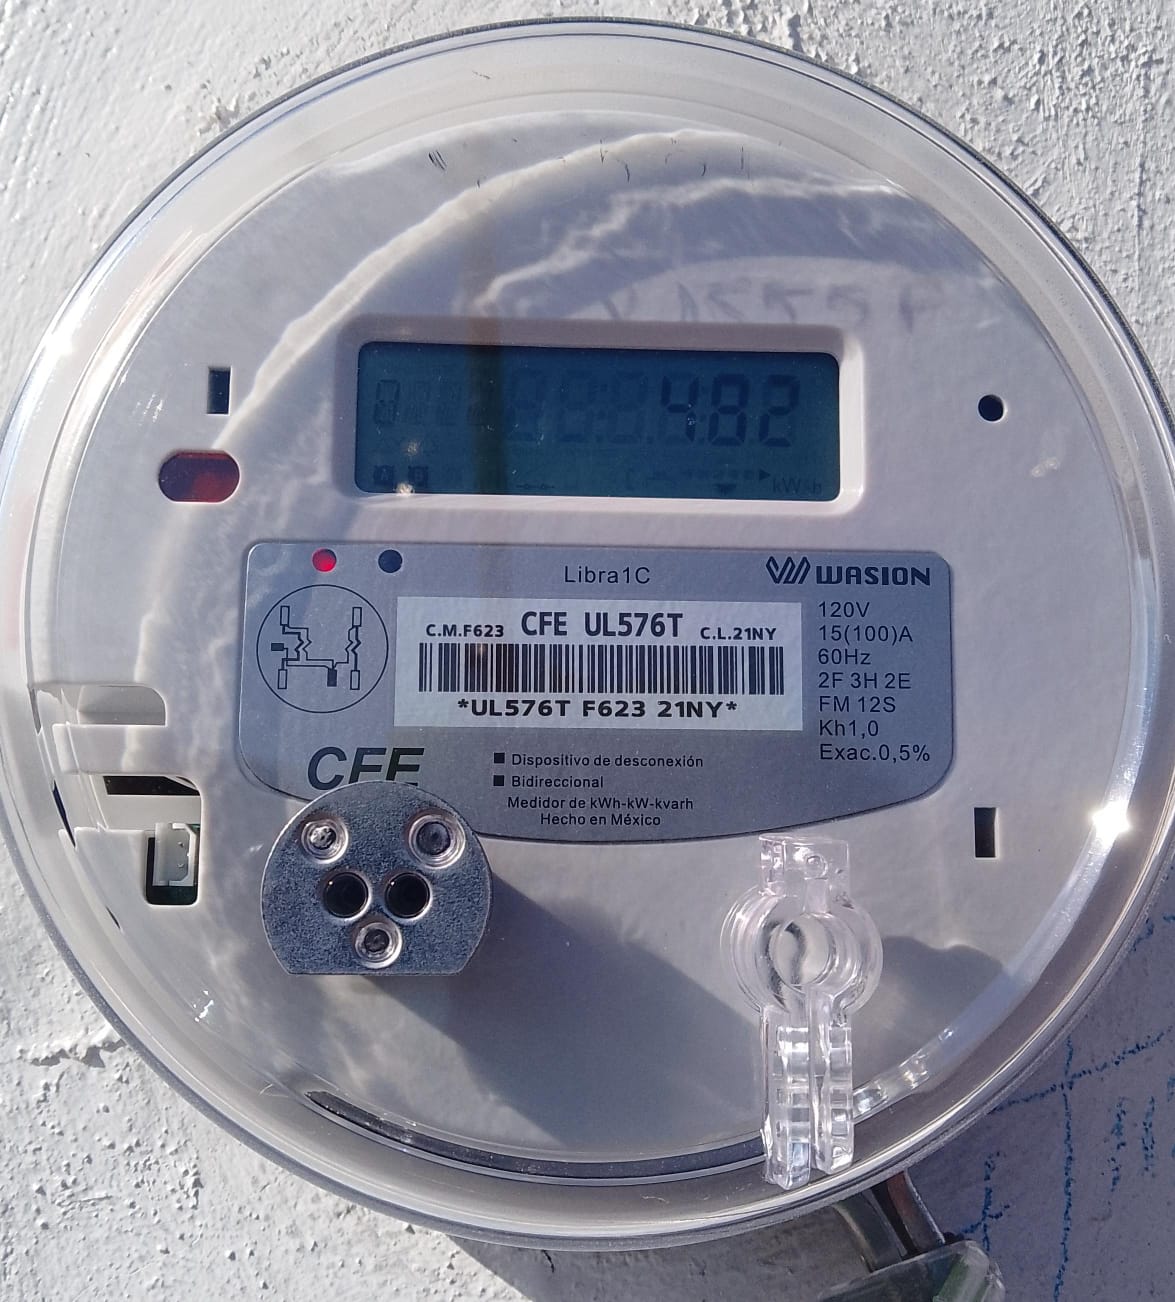 482
kWh
Libra1C
WASION
C.M.F623 CFE UL576T C.L.21NY
*UL576T F623 21NY*
120V
15(100)A
60Hz
2F 3H 2E
FM 12S
Kh1,0
Exac.0,5%
CFE
■ Dispositivo de desconexión
■ Bidireccional
Medidor de kWh-kW-kvarh
Hecho en México